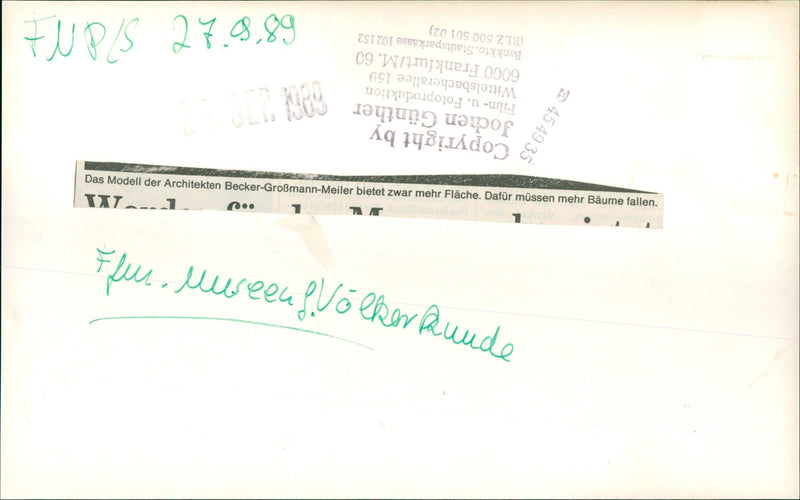 FNP/S 27.9.89
SEP. 1989
Copyright by
Jochen Günther
Film- u. Fotoproduktion
Wittelsbacherallee 159
6000 Frankfurt/M. 60
Bankkto. Stadtsparkasse 102152
(BLZ 500 501 02)
454935
Das Modell der Architekten Becker-Großmann-Meiler bietet zwar mehr Fläche. Dafür müssen mehr Bäume fallen.
Ffm. Museen f. Völkerkunde